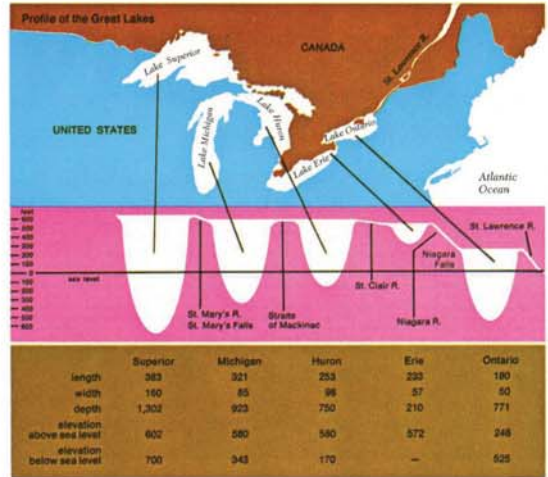 Profile of the Great Lakes
CANADA
Lake Superior
St. Lawrence R.
UNITED STATES
Lake Michigan
Lake Huron
Lake Ontario
Lake Erie
Atlantic
Ocean
feet
600
500
400
300
200
100
0
100
200
300
400
500
600
sea level
St. Mary's R.
St. Mary's Falls
Straits
of Mackinac
St. Clair R.
Niagara
Falls
Niagara R.
St. Lawrence R.
Superior Michigan Huron Erie Ontario
length 383 321 253 233 180
width 160 85 98 57 50
depth 1,302 923 750 210 771
elevation
above sea level 602 580 580 572 246
elevation
below sea level 700 343 170 — 525